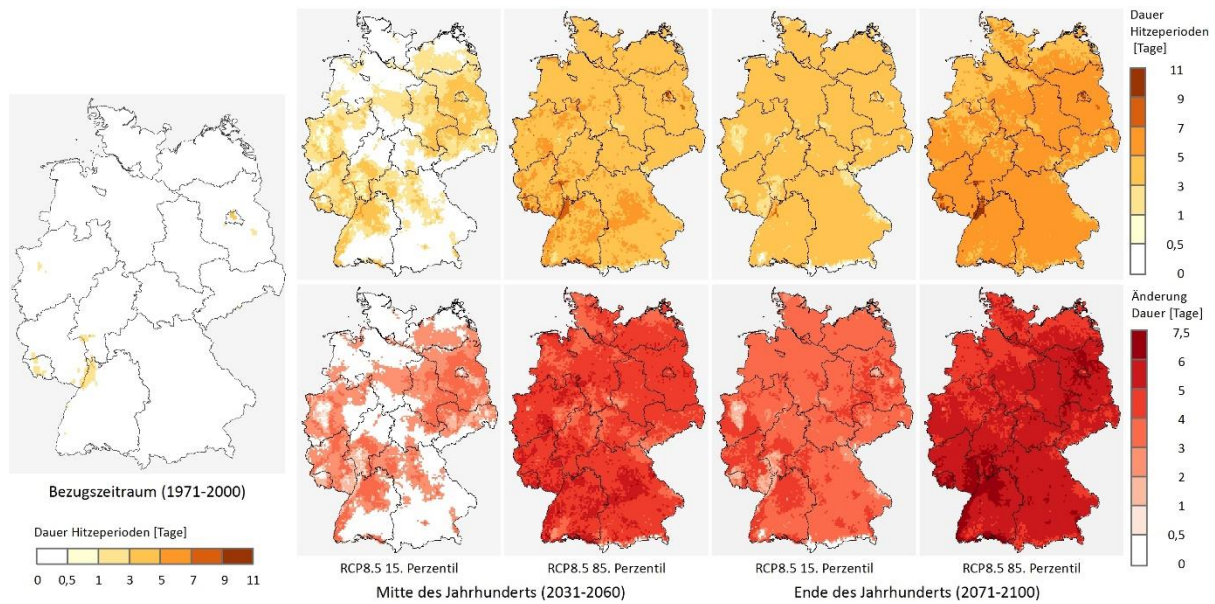 Dauer
Hitzeperioden
[Tage]
11
9
7
5
3
1
0,5
0
Änderung
Dauer [Tage]
7,5
6
5
4
3
2
1
0,5
0
Bezugszeitraum (1971-2000)
Dauer Hitzeperioden [Tage]
0 0,5 1 3 5 7 9 11
RCP8.5 15. Perzentil RCP8.5 85. Perzentil RCP8.5 15. Perzentil RCP8.5 85. Perzentil
Mitte des Jahrhunderts (2031-2060) Ende des Jahrhunderts (2071-2100)